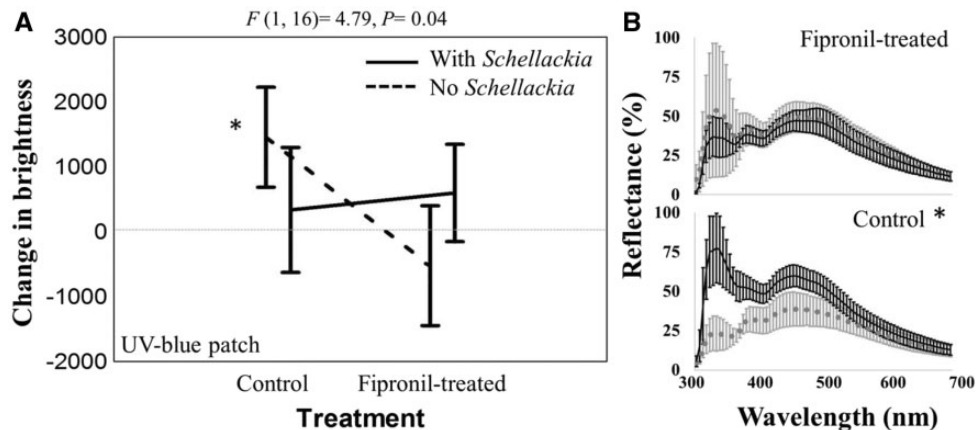 F (1, 16)= 4.79, P= 0.04
A
3000
2000
1000
0
-1000
-2000
Change in brightness
With Schellackia
No Schellackia
*
UV-blue patch
Control
Fipronil-treated
Treatment
B
100
75
50
25
0
Fipronil-treated
Reflectance (%)
100
75
50
25
0
Control *
300
400
500
600
700
Wavelength (nm)